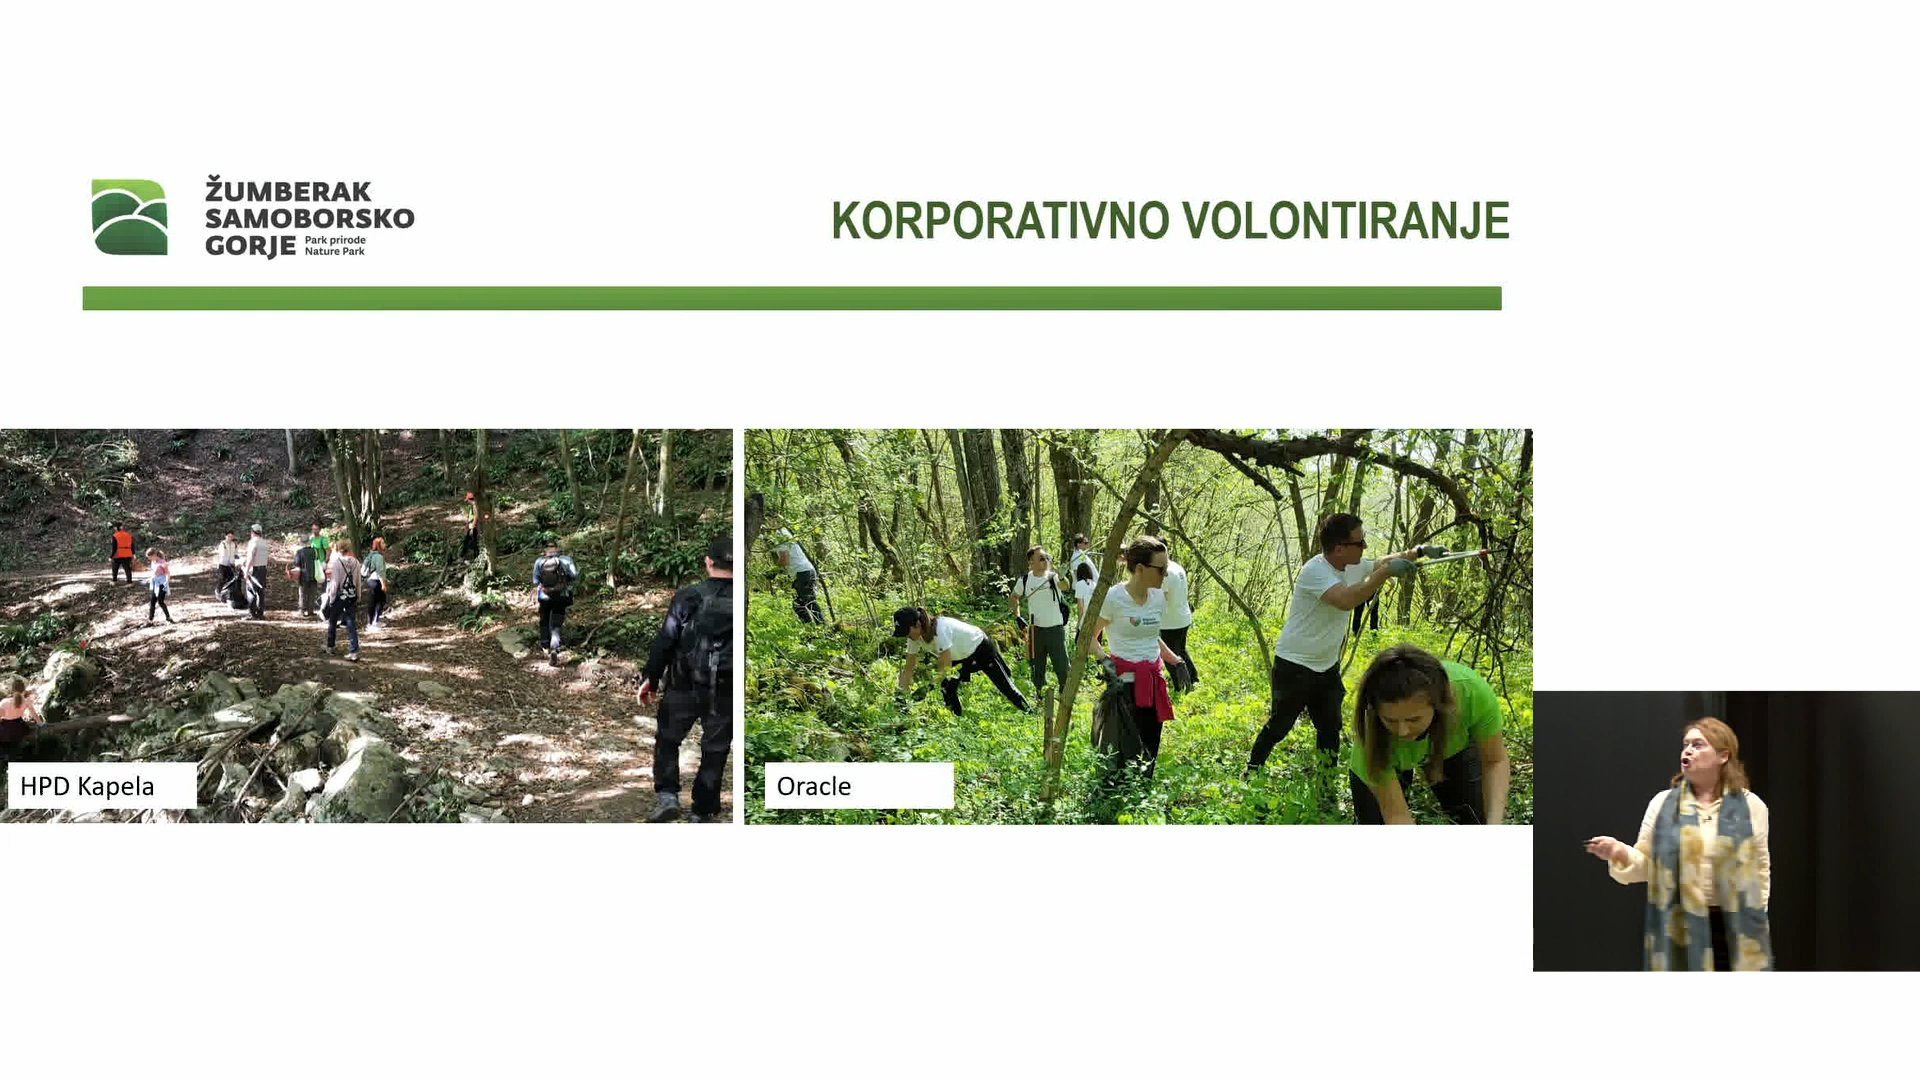 ŽUMBERAK
SAMOBORSKO
GORJE Park prirode
Nature Park
KORPORATIVNO VOLONTIRANJE
HPD Kapela
Oracle